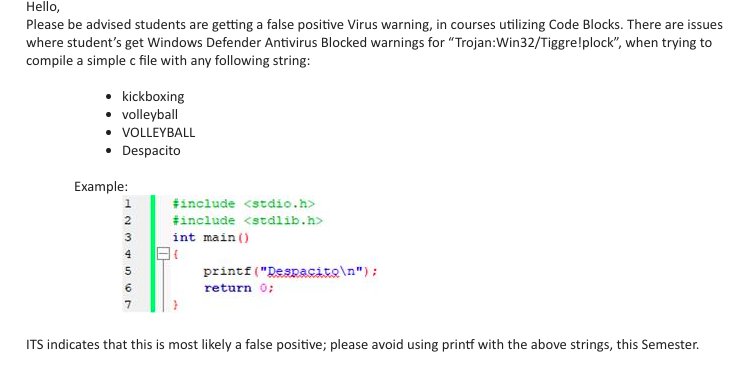 Hello,
Please be advised students are getting a false positive Virus warning, in courses utilizing Code Blocks. There are issues
where student's get Windows Defender Antivirus Blocked warnings for "Trojan:Win32/Tiggre!plock", when trying to
compile a simple c file with any following string:
• kickboxing
• volleyball
• VOLLEYBALL
• Despacito
Example:
1 #include <stdio.h>
2 #include <stdlib.h>
3 int main()
4 {
5 printf("Despacito\n");
6 return 0;
7 }
ITS indicates that this is most likely a false positive; please avoid using printf with the above strings, this Semester.